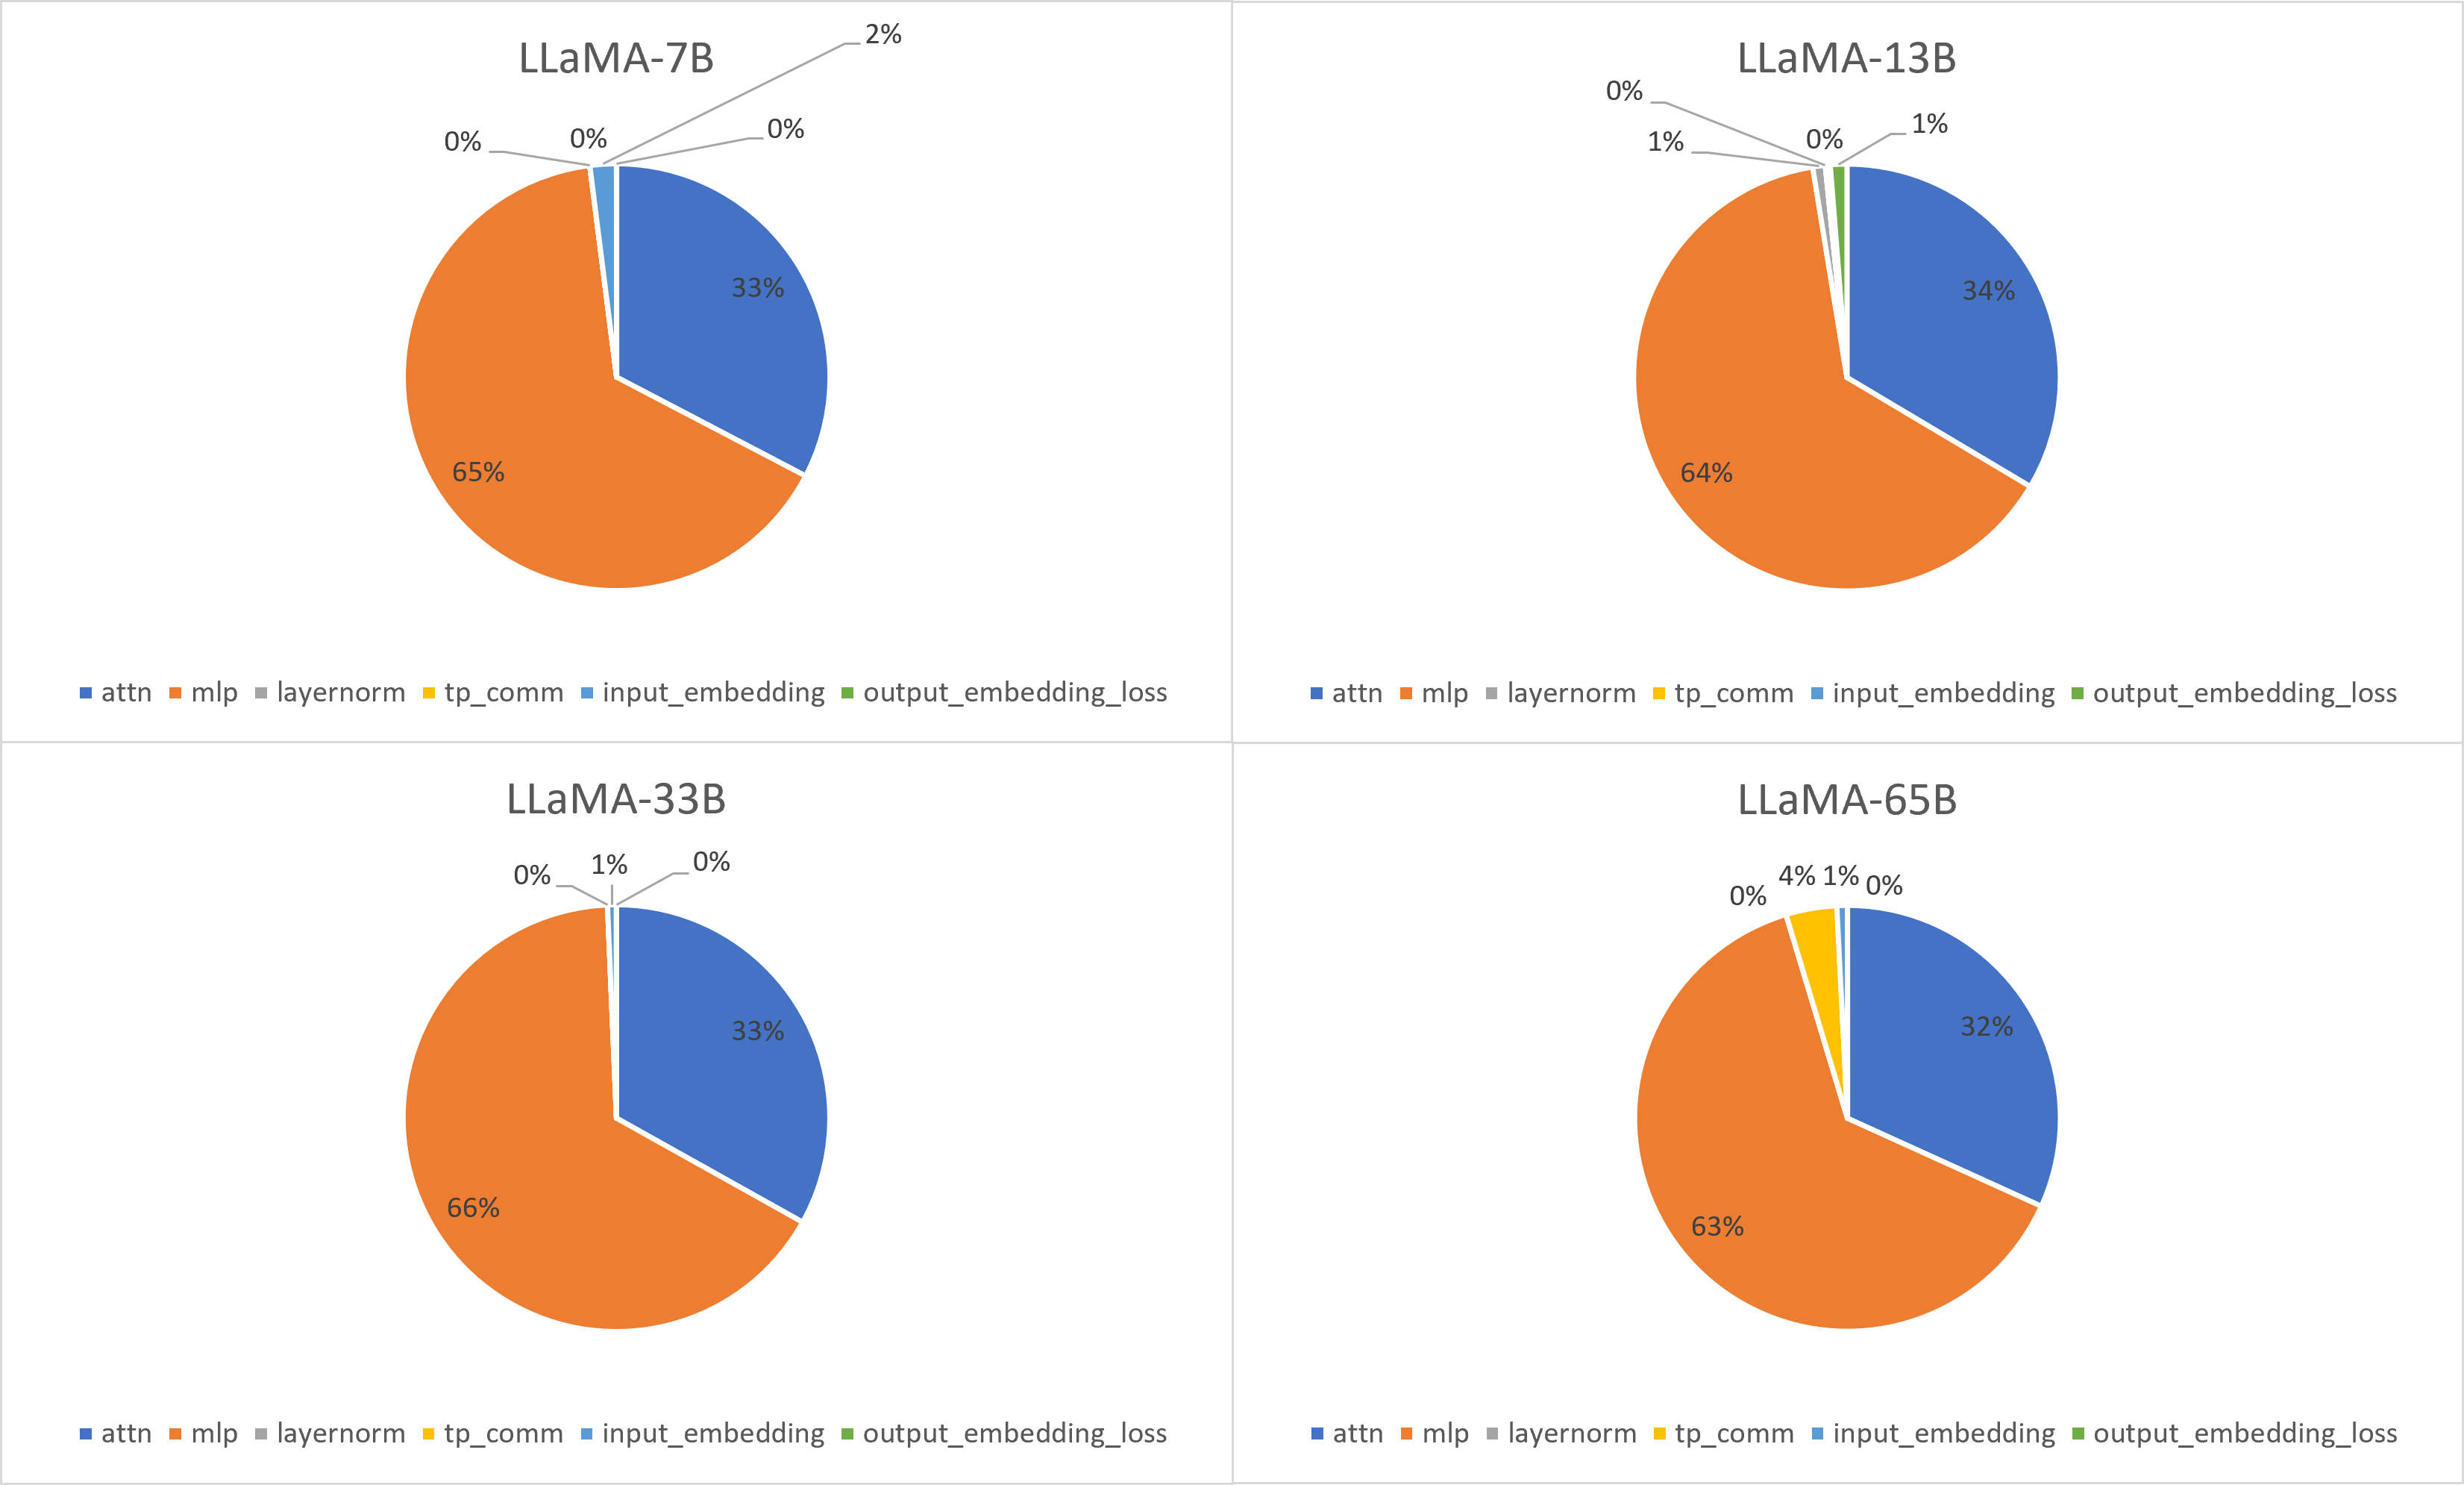 LLaMA-7B
2%
0%
0%
0%
33%
65%
attn mlp layernorm tp_comm input_embedding output_embedding_loss
LLaMA-13B
0%
1%
0%
1%
34%
64%
attn mlp layernorm tp_comm input_embedding output_embedding_loss
LLaMA-33B
0%
1%
0%
33%
66%
attn mlp layernorm tp_comm input_embedding output_embedding_loss
LLaMA-65B
0%
4%
1%
0%
32%
63%
attn mlp layernorm tp_comm input_embedding output_embedding_loss